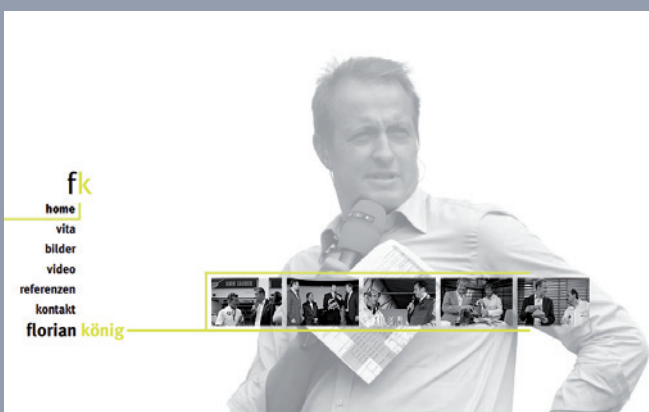 fk
home
vita
bilder
video
referenzen
kontakt
florian könig